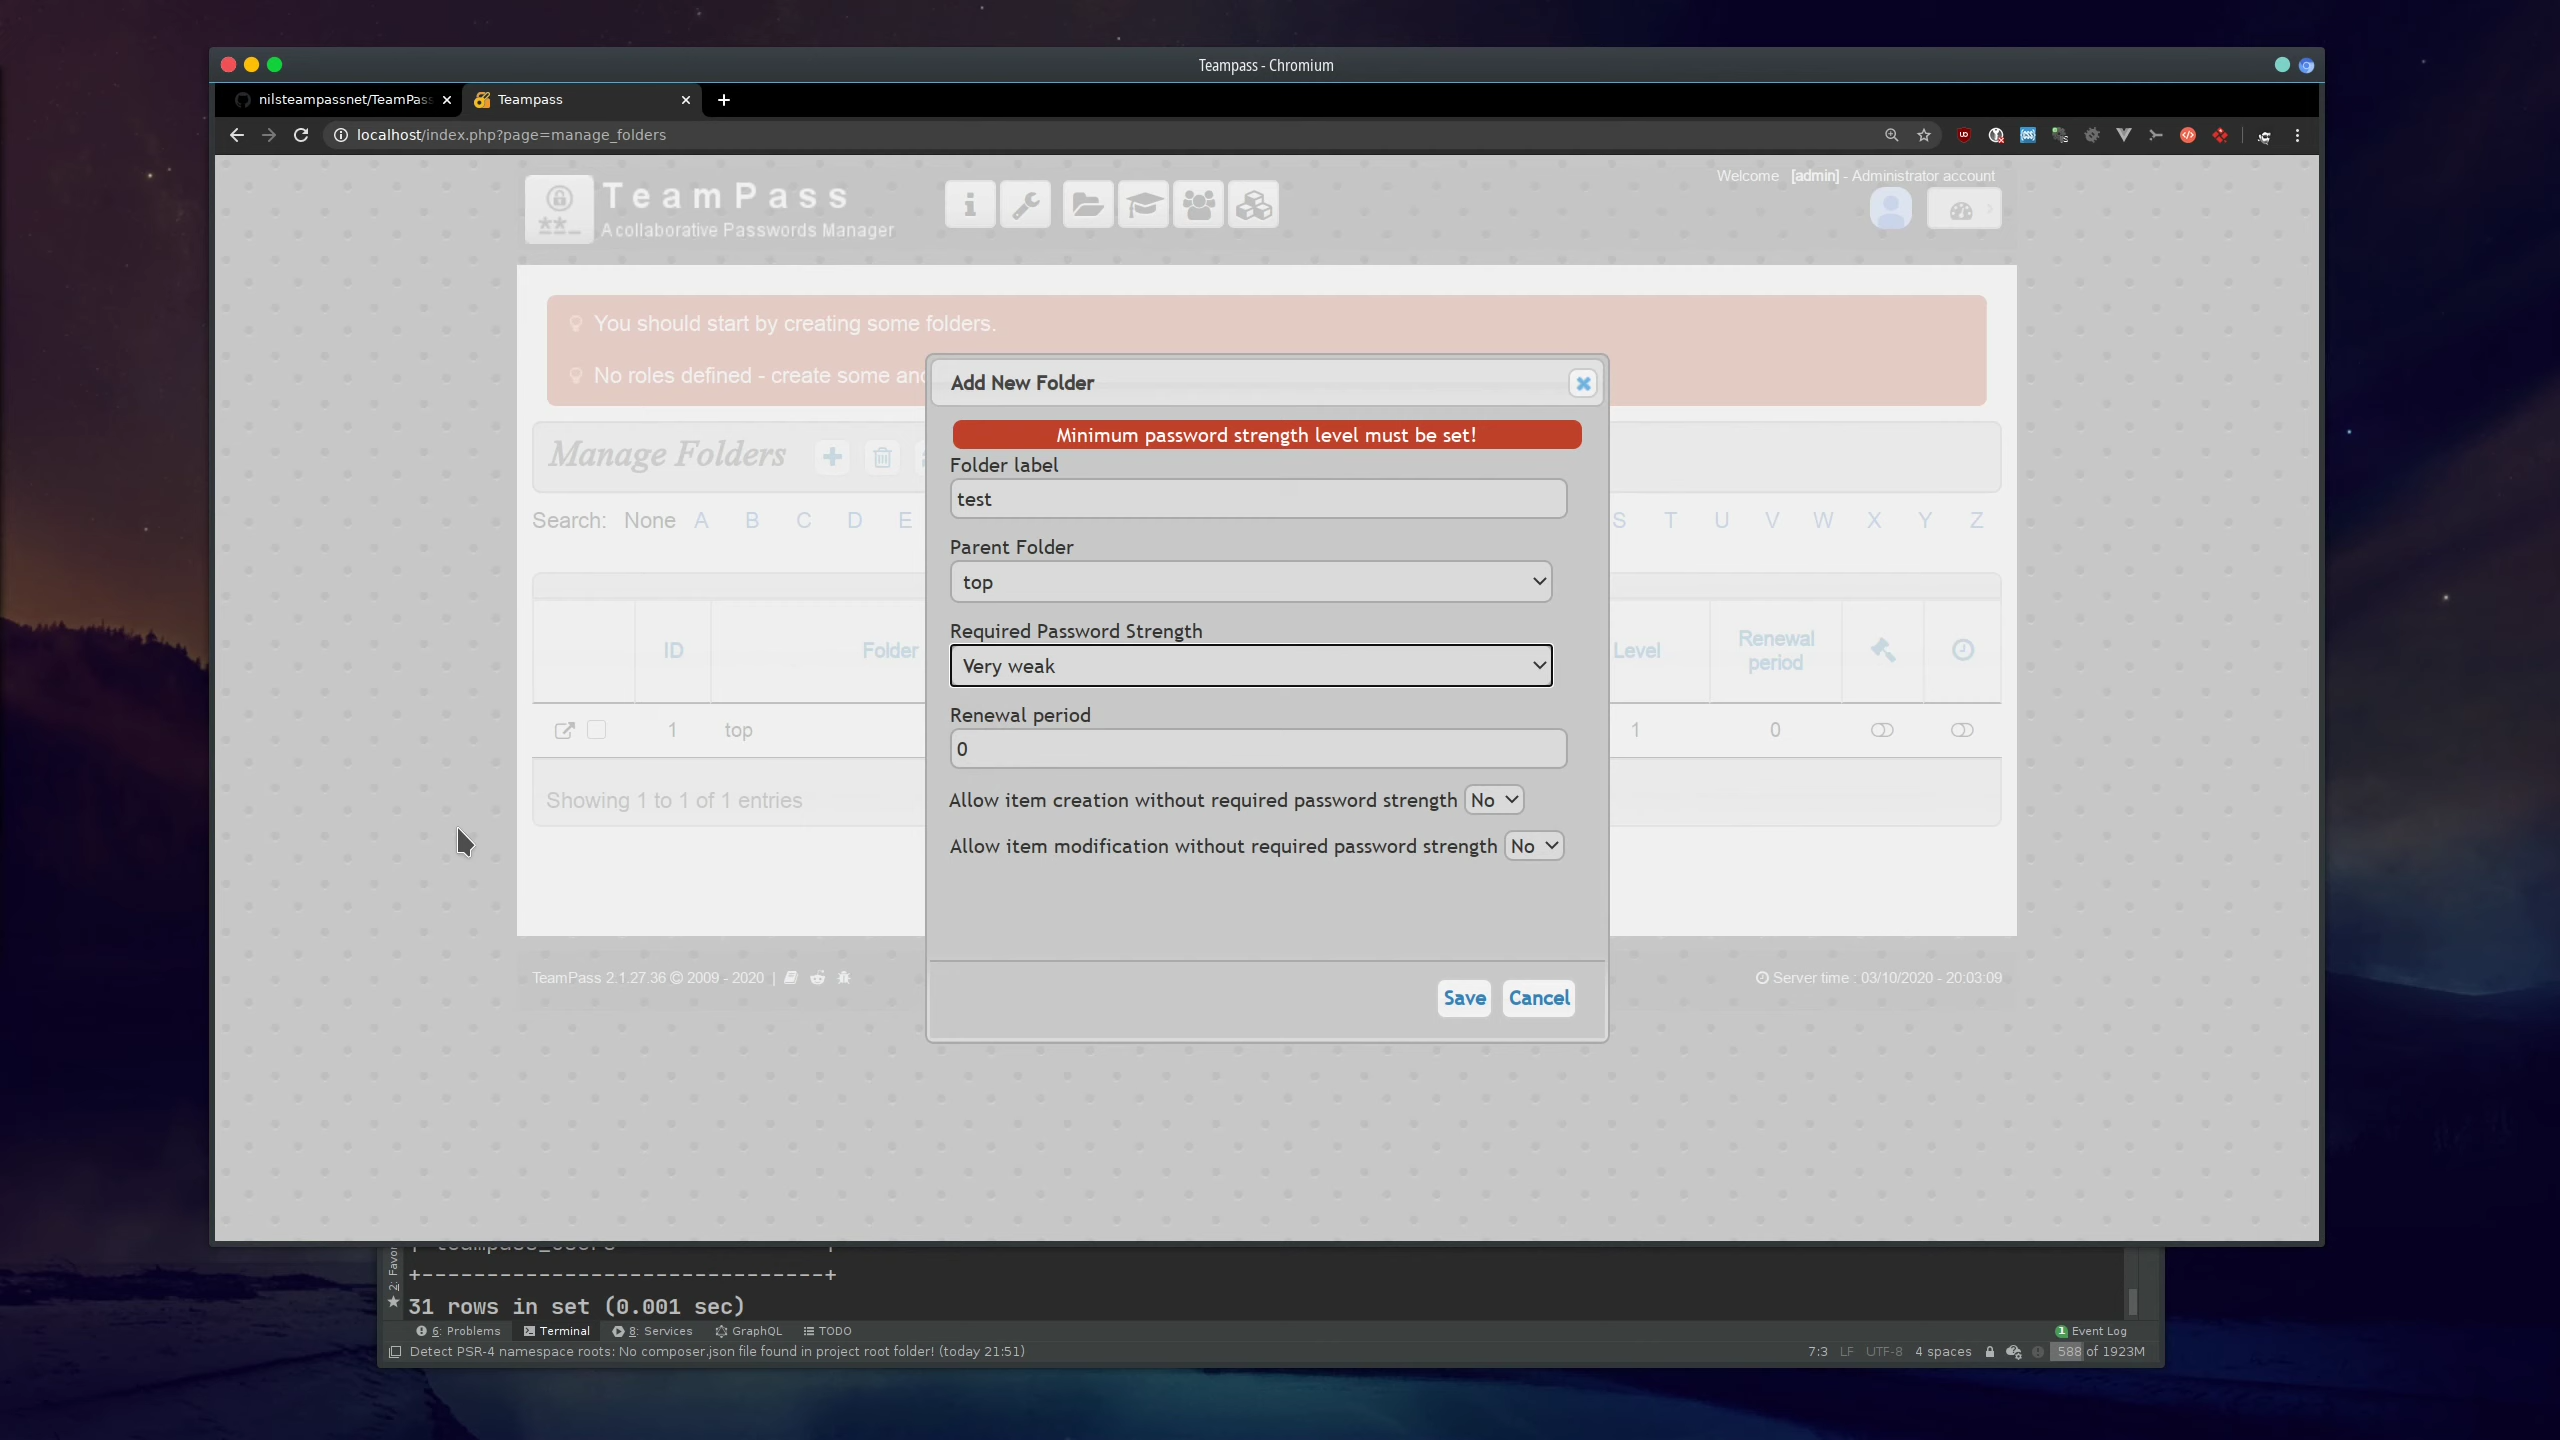 Teampass - Chromium
nilsteampassnet/TeamPass
Teampass
localhost/index.php?page=manage_folders
TeamPass
A collaborative Passwords Manager
Welcome [admin] - Administrator account
You should start by creating some folders.
No roles defined - create some and
Add New Folder
Minimum password strength level must be set!
Manage Folders
Folder label
test
Search: None A B C D E S T U V W X Y Z
Parent Folder
top
Required Password Strength
Very weak
ID Folder Level Renewal period
Renewal period
0
1 top 1 0
Showing 1 to 1 of 1 entries
Allow item creation without required password strength No
Allow item modification without required password strength No
Save Cancel
TeamPass 2.1.27.36 © 2009 - 2020 |
Server time : 03/10/2020 - 20:03:09
+-------------------------------+
31 rows in set (0.001 sec)
6: Problems Terminal 8: Services GraphQL TODO
1 Event Log
Detect PSR-4 namespace roots: No composer.json file found in project root folder! (today 21:51)
7:3 LF UTF-8 4 spaces 588 of 1923M